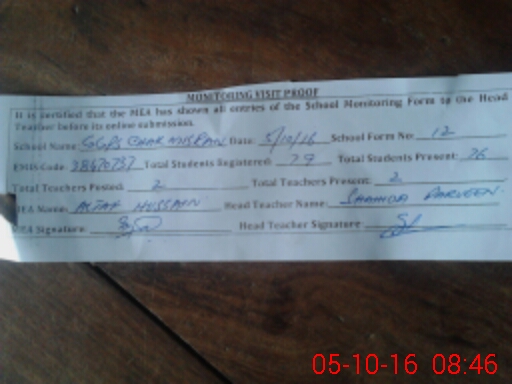 MONITORING VISIT PROOF
It is certified that the MEA has shown all entries of the School Monitoring Form to the Head
Teacher before its online submission.
School Name: GGPS CHAK Date: 5/10/16 School Form No: 12
EMIS Code: 38470737 Total Students Registered: 79 Total Students Present: 76
Total Teachers Posted: 2 Total Teachers Present: 2
MEA Name: ALTAF HUSSAIN Head Teacher Name: SHAHIDA PARVEEN
MEA Signature: Head Teacher Signature
05-10-16 08:46